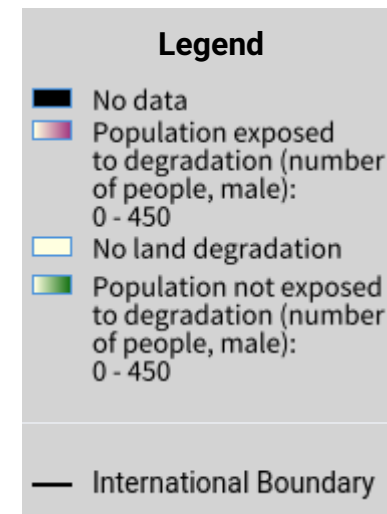 Legend
No data
Population exposed
to degradation (number
of people, male):
0 - 450
No land degradation
Population not exposed
to degradation (number
of people, male):
0 - 450
International Boundary